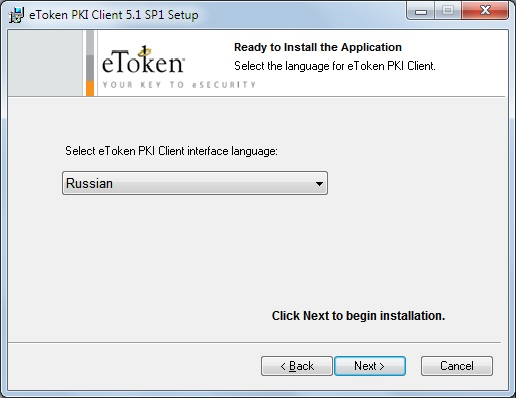 eToken PKI Client 5.1 SP1 Setup
Ready to Install the Application
Select the language for eToken PKI Client.
eToken
YOUR KEY TO eSECURITY
Select eToken PKI Client interface language:
Russian
Click Next to begin installation.
< Back
Next >
Cancel